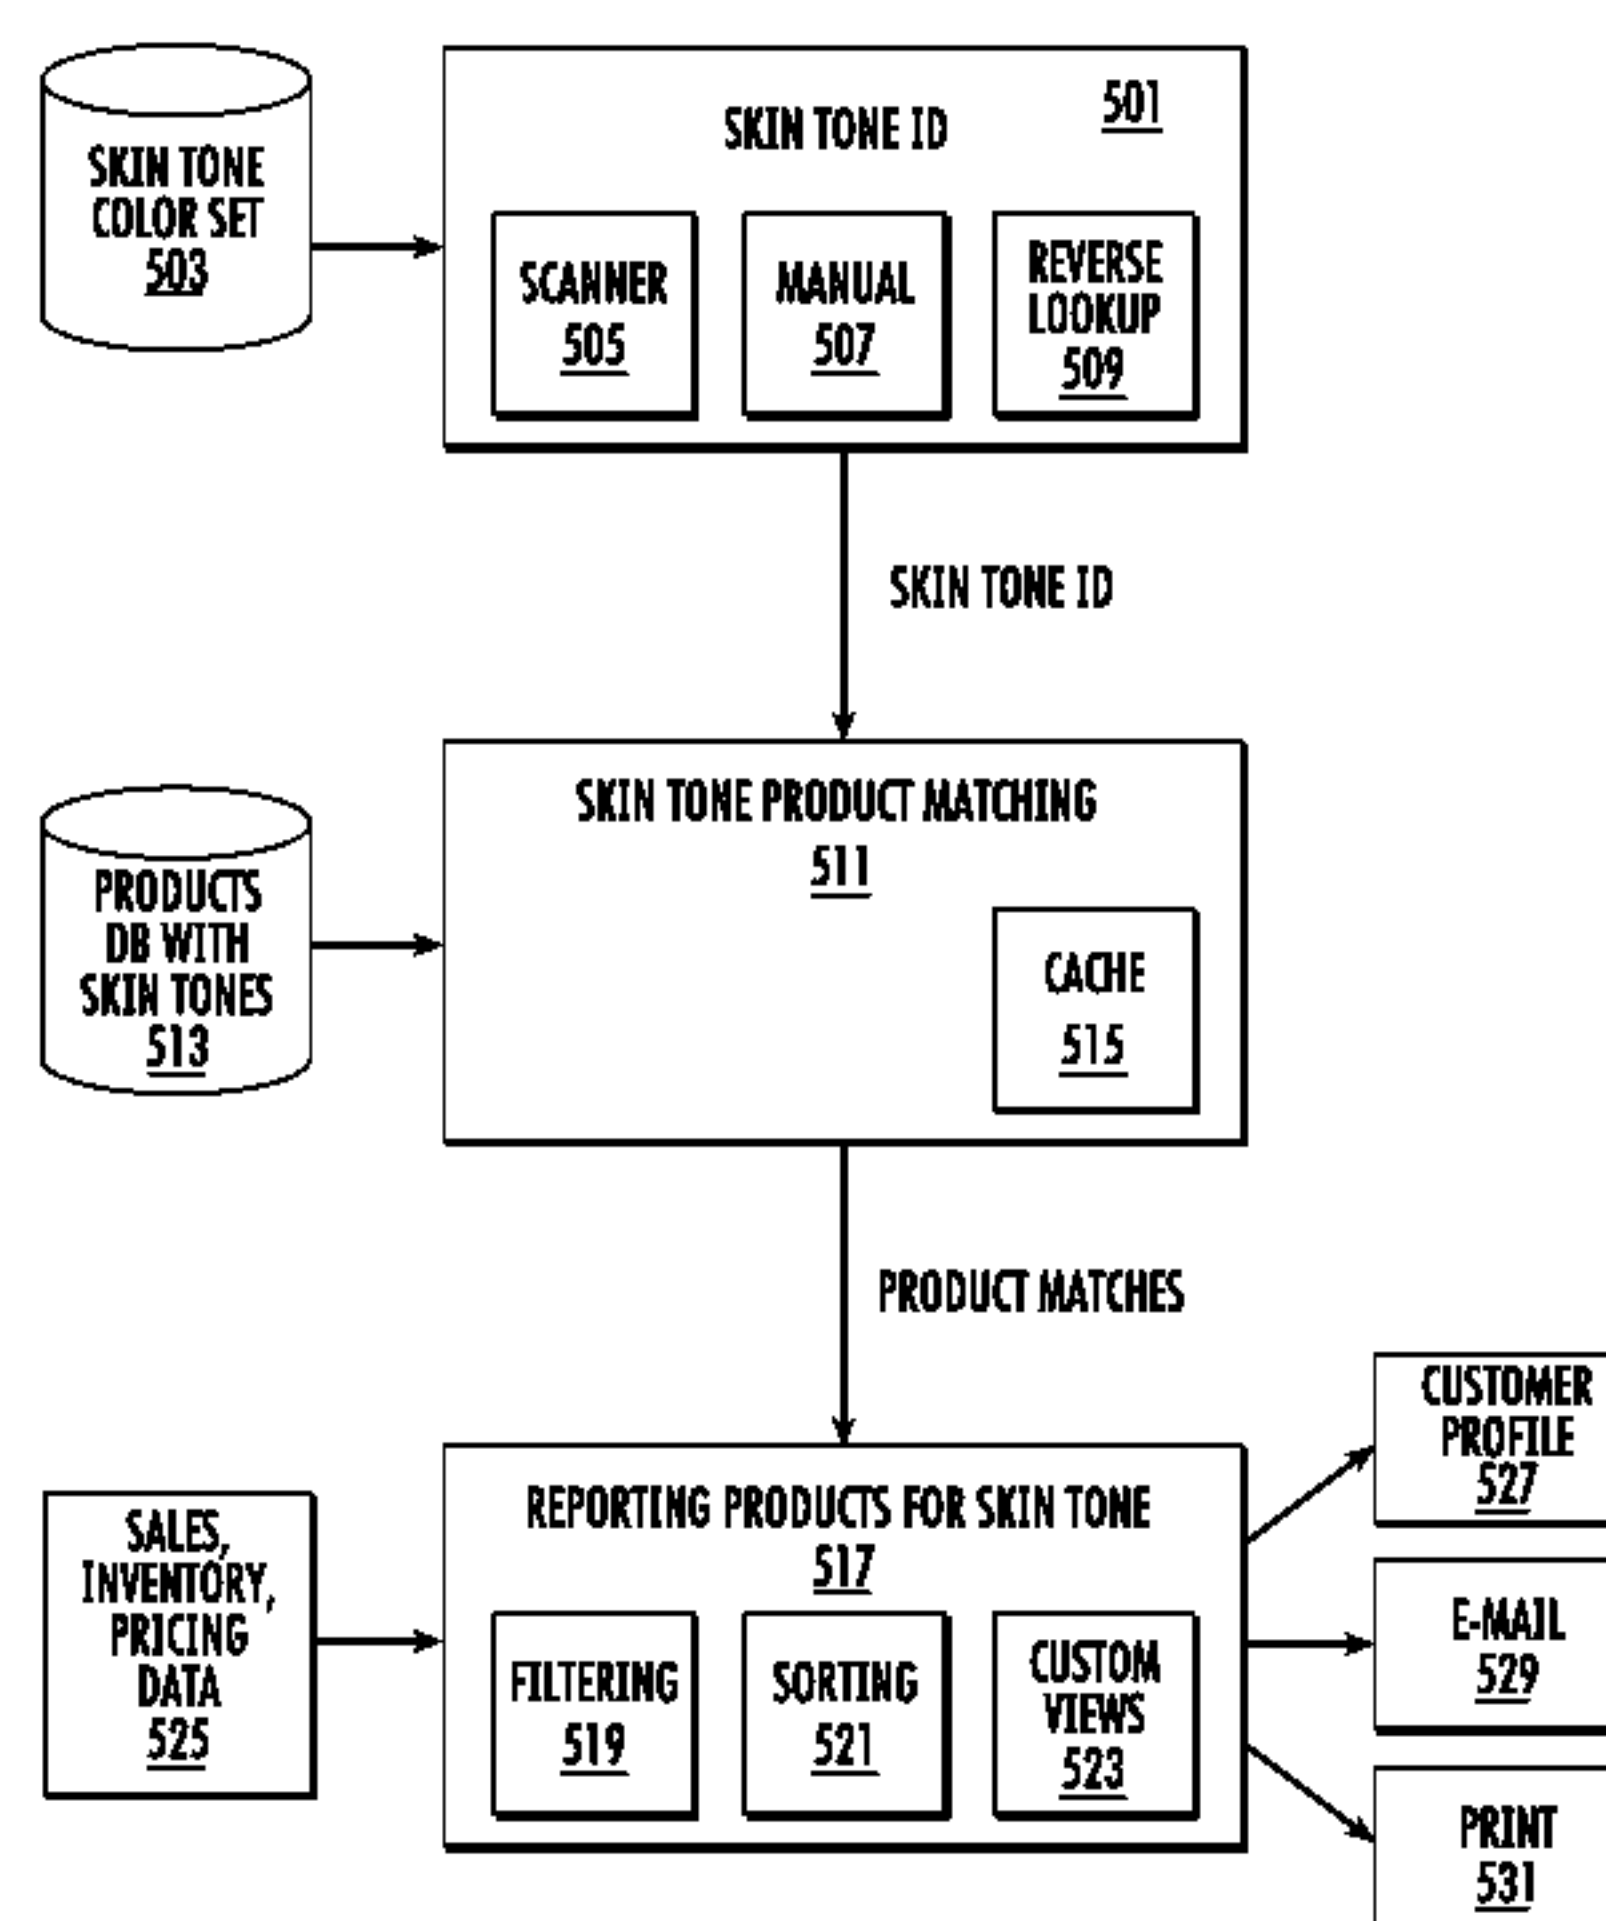 SKIN TONE
COLOR SET
503
SKIN TONE ID
501
SCANNER
505
MANUAL
507
REVERSE
LOOKUP
509
SKIN TONE ID
PRODUCTS
DB WITH
SKIN TONES
513
SKIN TONE PRODUCT MATCHING
511
CACHE
515
PRODUCT MATCHES
SALES,
INVENTORY,
PRICING
DATA
525
REPORTING PRODUCTS FOR SKIN TONE
517
FILTERING
519
SORTING
521
CUSTOM
VIEWS
523
CUSTOMER
PROFILE
527
E-MAIL
529
PRINT
531